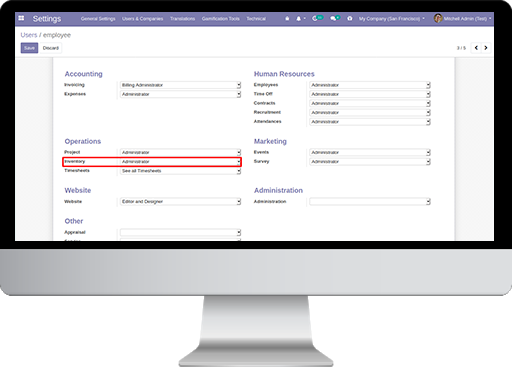 Settings General Settings Users & Companies Translations Gamification Tools Technical My Company (San Francisco) Mitchell Admin (Test)
Users / employee
Save Discard 3 / 5
Accounting Human Resources
Invoicing Billing Administrator Employees Administrator
Expenses Administrator Time Off Administrator
Contracts Administrator
Recruitment Administrator
Attendances Administrator
Operations Marketing
Project Administrator Events Administrator
Inventory Administrator Survey Administrator
Timesheets See all Timesheets
Website Administration
Website Editor and Designer Administration
Other
Appraisal